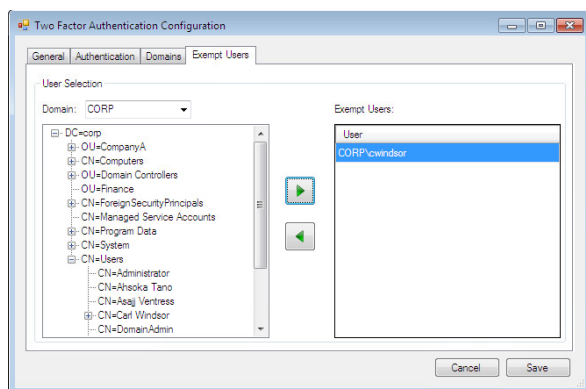 Two Factor Authentication Configuration
General Authentication Domains Exempt Users
User Selection
Domain: CORP
Exempt Users:
DC=corp
OU=CompanyA
CN=Computers
OU=Domain Controllers
OU=Finance
CN=ForeignSecurityPrincipals
CN=Managed Service Accounts
CN=Program Data
CN=System
CN=Users
CN=Administrator
CN=Ahsoka Tano
CN=Asajj Ventress
CN=Carl Windsor
CN=DomainAdmin
User
CORP\cwindsor
Cancel Save